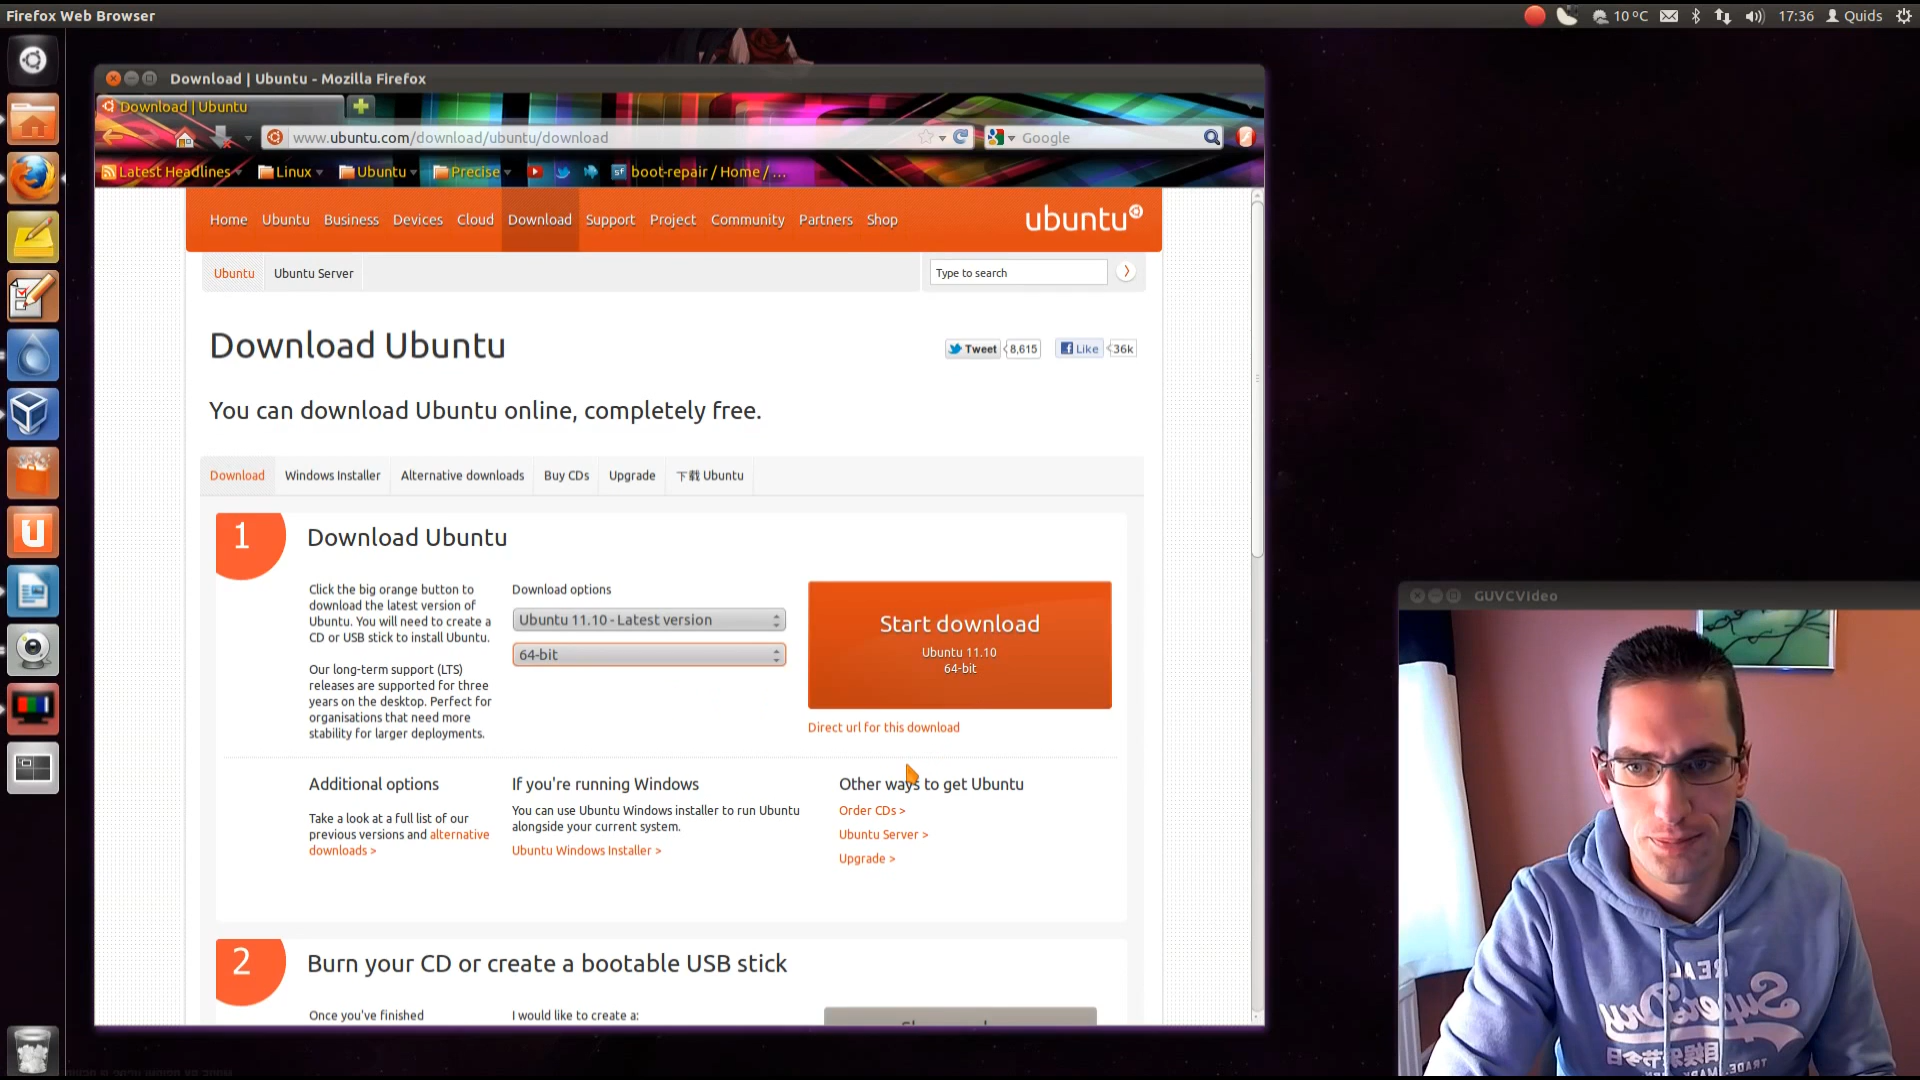 Firefox Web Browser
10 °C
17:36
Quids
Download | Ubuntu - Mozilla Firefox
Download | Ubuntu
www.ubuntu.com/download/ubuntu/download
Google
Latest Headlines
Linux
Ubuntu
Precise
sf
boot-repair / Home / ...
Home
Ubuntu
Business
Devices
Cloud
Download
Support
Project
Community
Partners
Shop
ubuntu
Ubuntu
Ubuntu Server
Type to search
Download Ubuntu
Tweet
8,615
Like
36k
You can download Ubuntu online, completely free.
Download
Windows Installer
Alternative downloads
Buy CDs
Upgrade
下载 Ubuntu
1
Download Ubuntu
Click the big orange button to
download the latest version of
Ubuntu. You will need to create a
CD or USB stick to install Ubuntu.
Our long-term support (LTS)
releases are supported for three
years on the desktop. Perfect for
organisations that need more
stability for larger deployments.
Download options
Ubuntu 11.10 - Latest version
64-bit
Start download
Ubuntu 11.10
64-bit
Direct url for this download
Additional options
Take a look at a full list of our
previous versions and alternative
downloads >
If you're running Windows
You can use Ubuntu Windows installer to run Ubuntu
alongside your current system.
Ubuntu Windows Installer >
Other ways to get Ubuntu
Order CDs >
Ubuntu Server >
Upgrade >
2
Burn your CD or create a bootable USB stick
Once you've finished
I would like to create a:
GUVCVideo
REAL
SuperDry
TRADE